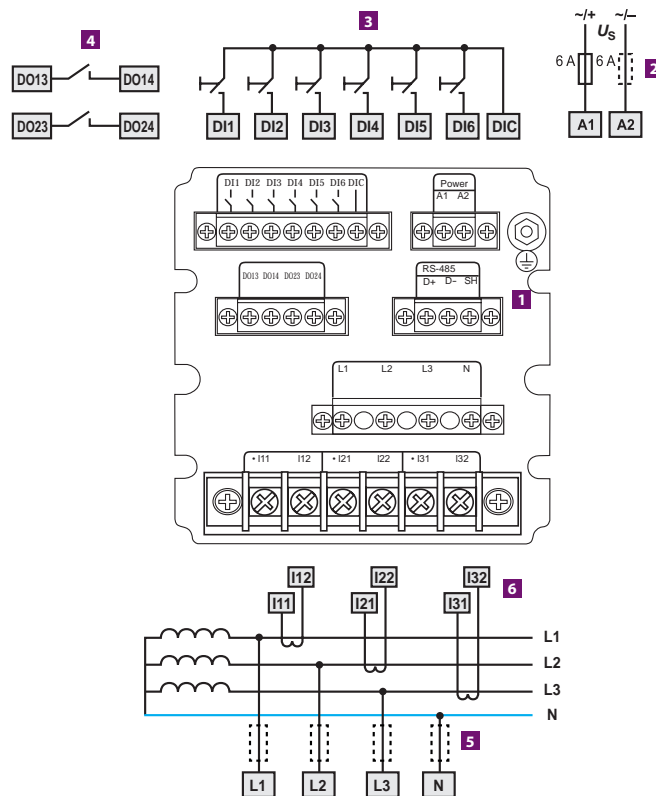 3
~/+ ~/–
US
4
6 A 6 A 2
DO13 DO14
DI1 DI2 DI3 DI4 DI5 DI6 DIC A1 A2
DO23 DO24
DI1 DI2 DI3 DI4 DI5 DI6 DIC
Power
A1 A2
RS-485
D+ D– SH
1
DO13 DO14 DO23 DO24
L1 L2 L3 N
• I11 I12 • I21 I22 • I31 I32
I12 I22 I32
6
I11 I21 I31
L1
L2
L3
N
5
L1 L2 L3 N